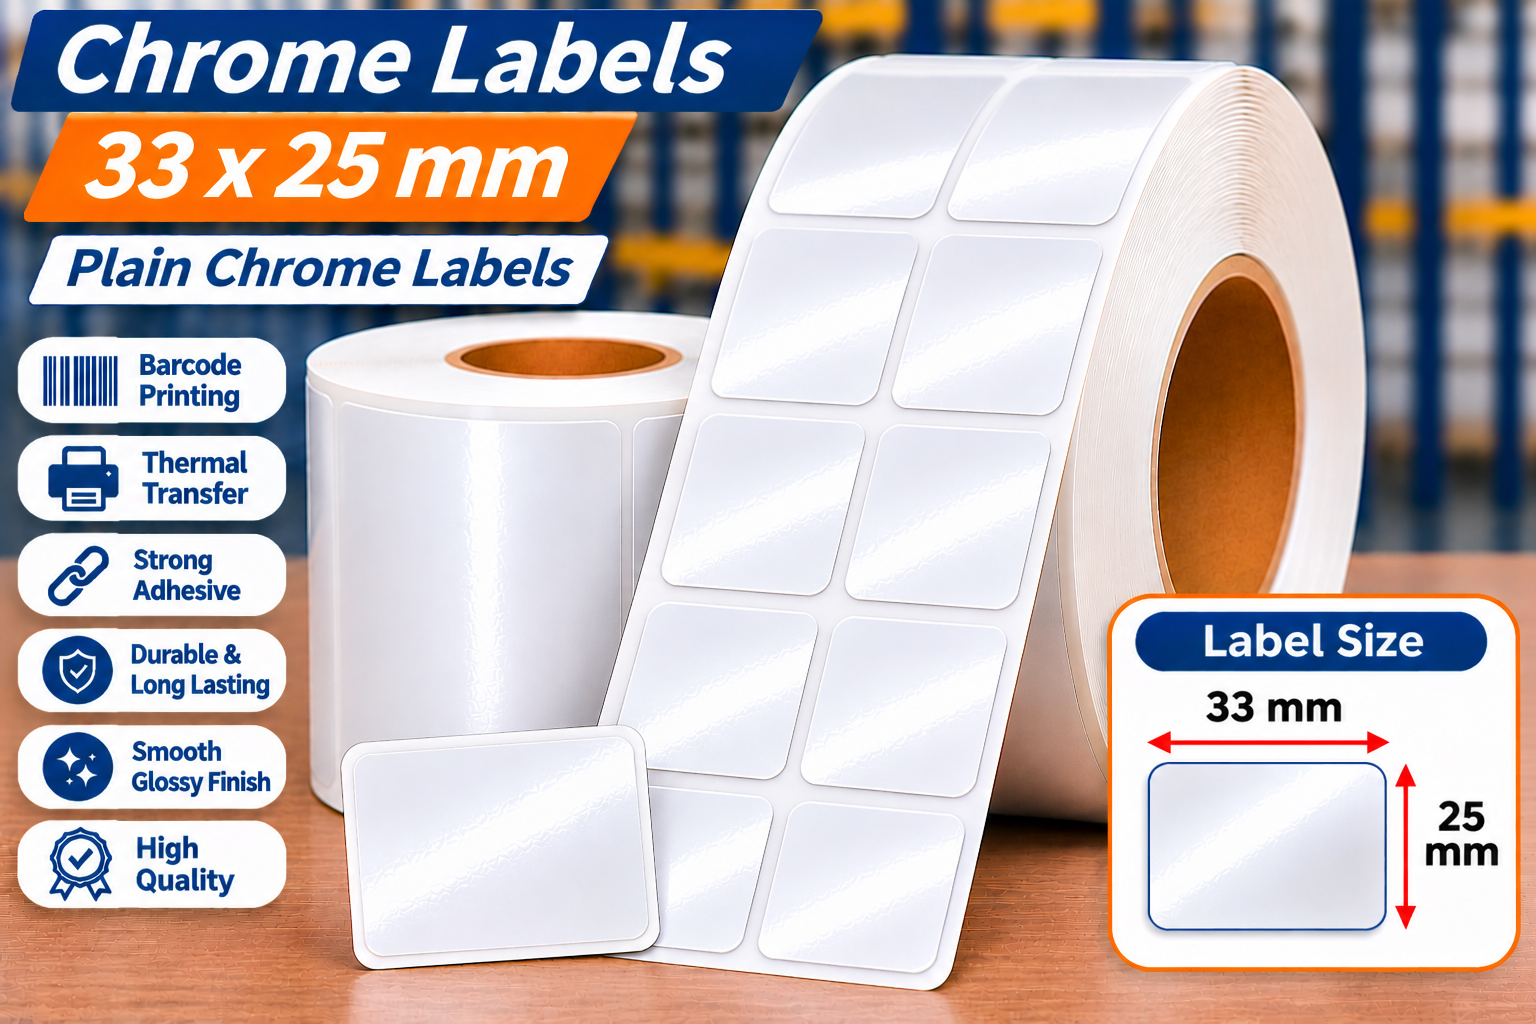 Chrome Labels
33 x 25 mm
Plain Chrome Labels
Barcode
Printing
Thermal
Transfer
Strong
Adhesive
Durable &
Long Lasting
Smooth
Glossy Finish
High
Quality
Label Size
33 mm
25
mm